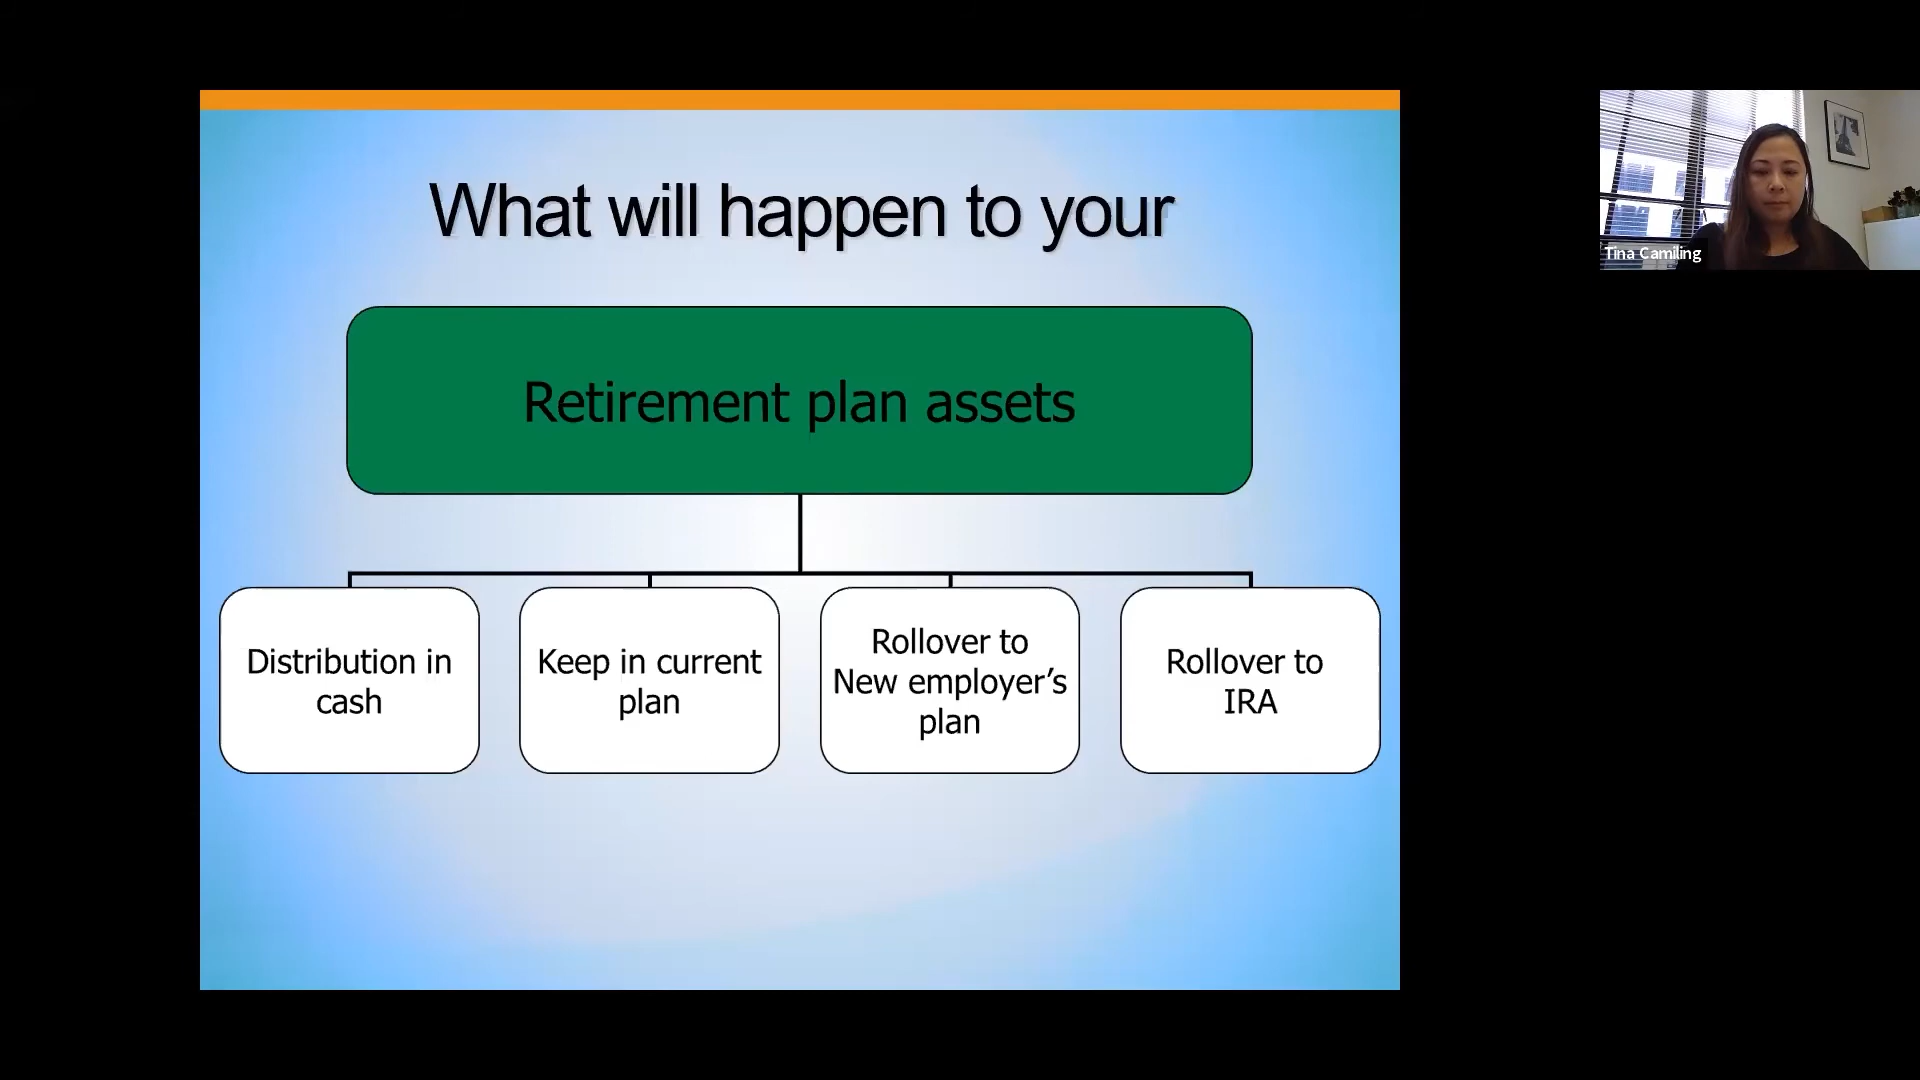 What will happen to your
Retirement plan assets
Distribution in
cash
Keep in current
plan
Rollover to
New employer’s
plan
Rollover to
IRA
Tina Camiling